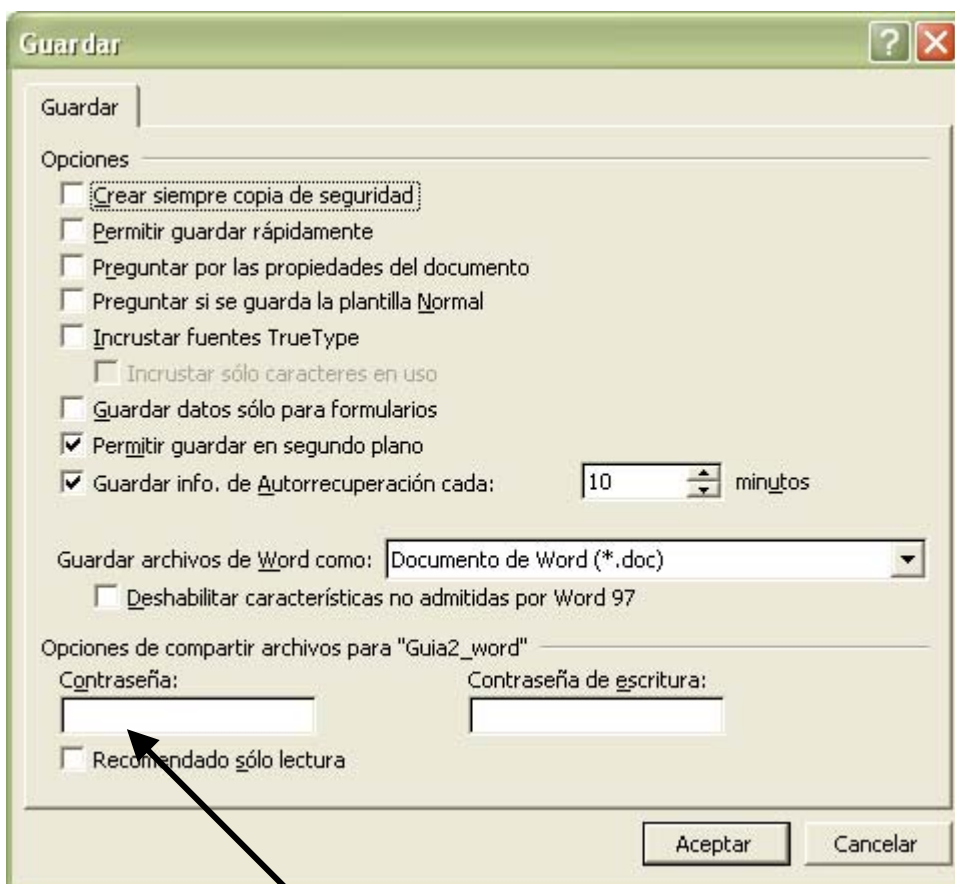 Guardar
Guardar
Opciones
Crear siempre copia de seguridad
Permitir guardar rápidamente
Preguntar por las propiedades del documento
Preguntar si se guarda la plantilla Normal
Incrustar fuentes TrueType
Incrustar sólo caracteres en uso
Guardar datos sólo para formularios
Permitir guardar en segundo plano
Guardar info. de Autorrecuperación cada: 10 minutos
Guardar archivos de Word como: Documento de Word (*.doc)
Deshabilitar características no admitidas por Word 97
Opciones de compartir archivos para "Guia2_word"
Contraseña: Contraseña de escritura:
Recomendado sólo lectura
Aceptar Cancelar